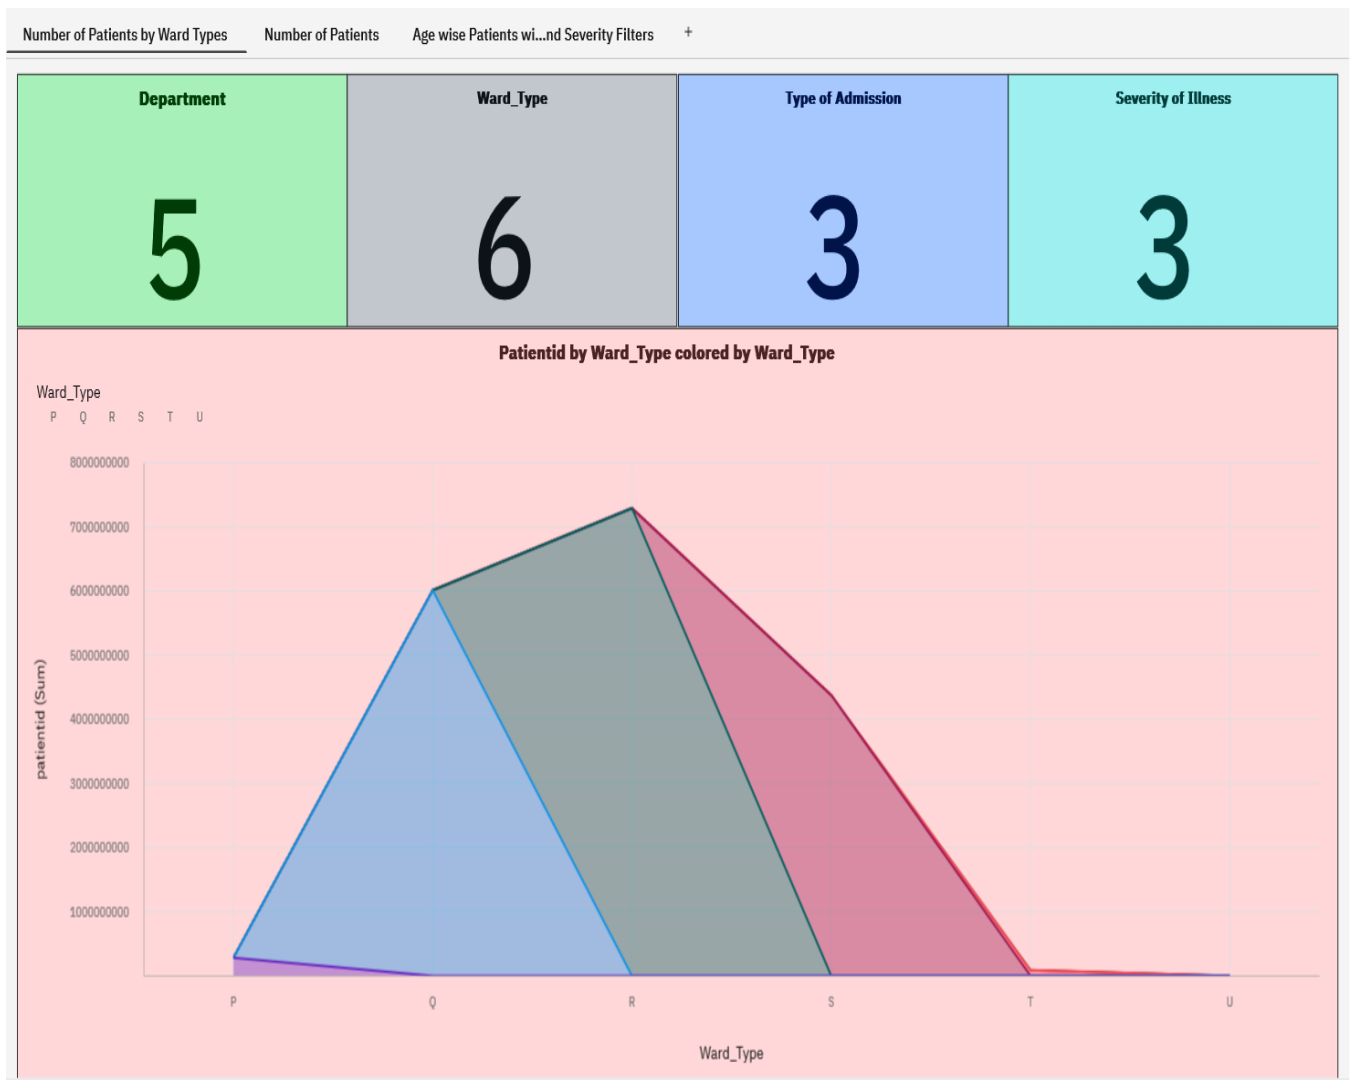 Number of Patients by Ward Types Number of Patients Age wise Patients wi...nd Severity Filters +
Department Ward_Type Type of Admission Severity of Illness
5 6 3 3
Patientid by Ward_Type colored by Ward_Type
Ward_Type
P Q R S T U
8000000000
7000000000
6000000000
5000000000
4000000000
3000000000
2000000000
1000000000
patientid (Sum)
P Q R S T U
Ward_Type